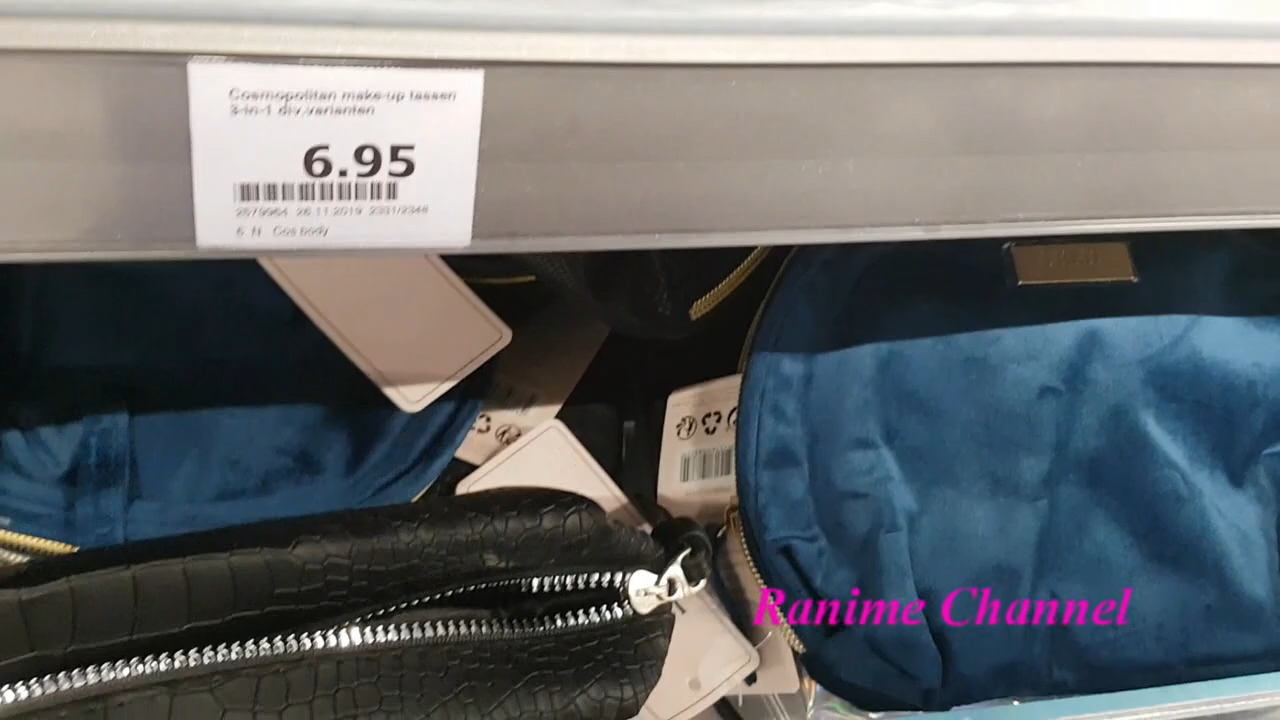 Cosmopolitan make-up tassen
3-in-1 div.varianten
6.95
2579964 26.11.2019 2331/2348
6 N Cos body
Ranime Channel